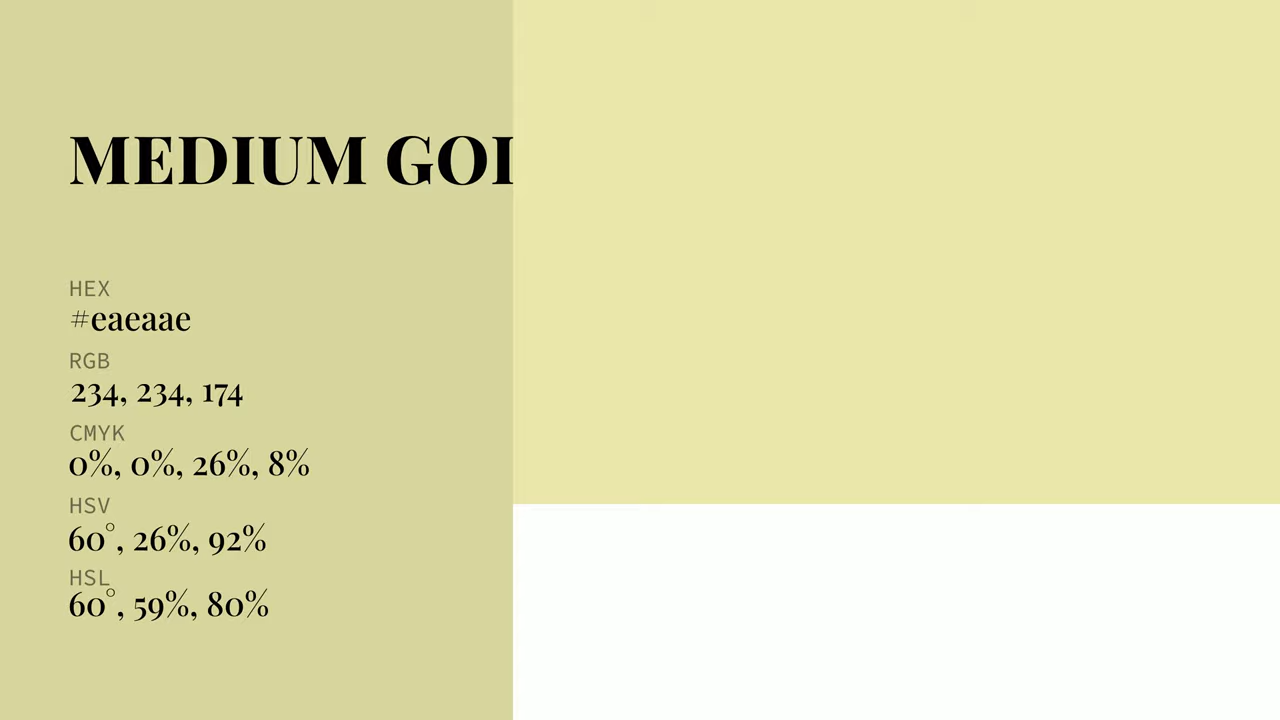 MEDIUM GOL
HEX
#eaeaae
RGB
234, 234, 174
CMYK
0%, 0%, 26%, 8%
HSV
60°, 26%, 92%
HSL
60°, 59%, 80%